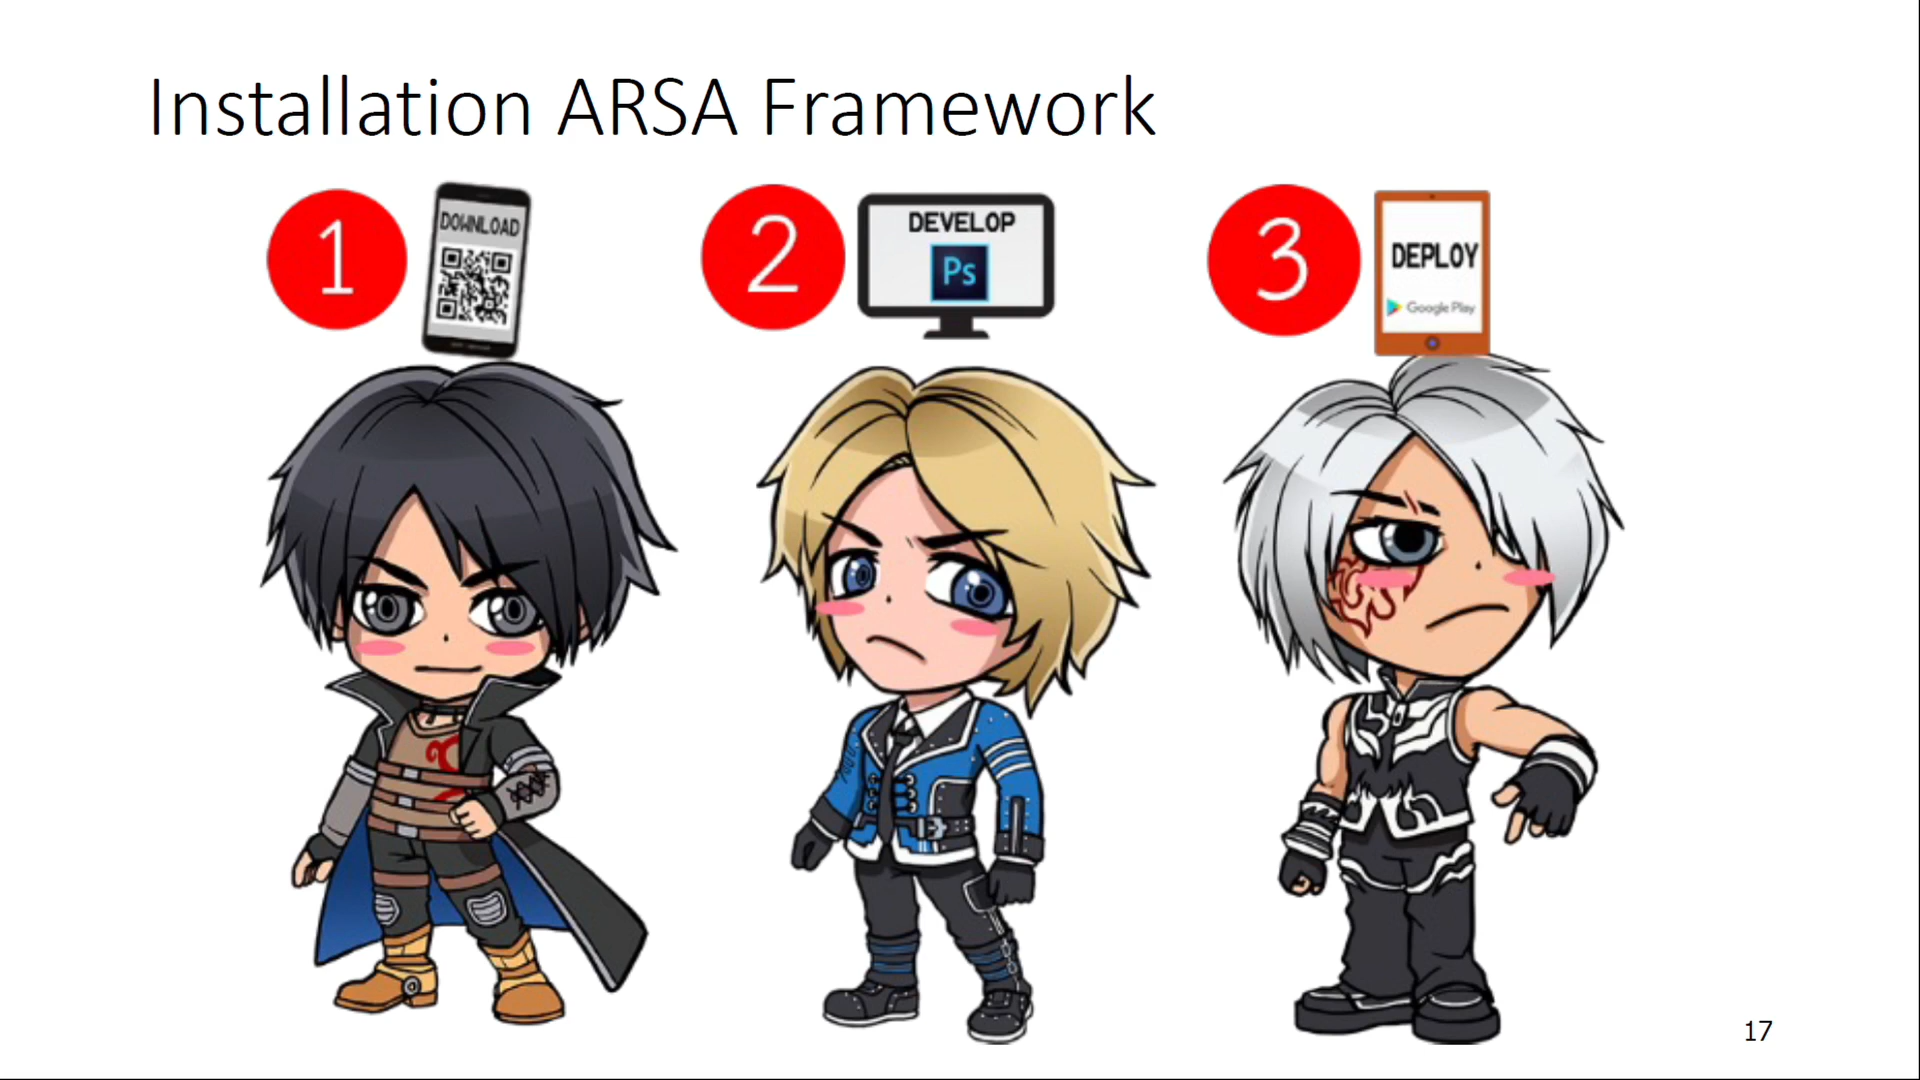 Installation ARSA Framework
1
DOWNLOAD
2
DEVELOP
Ps
3
DEPLOY
Google Play
17